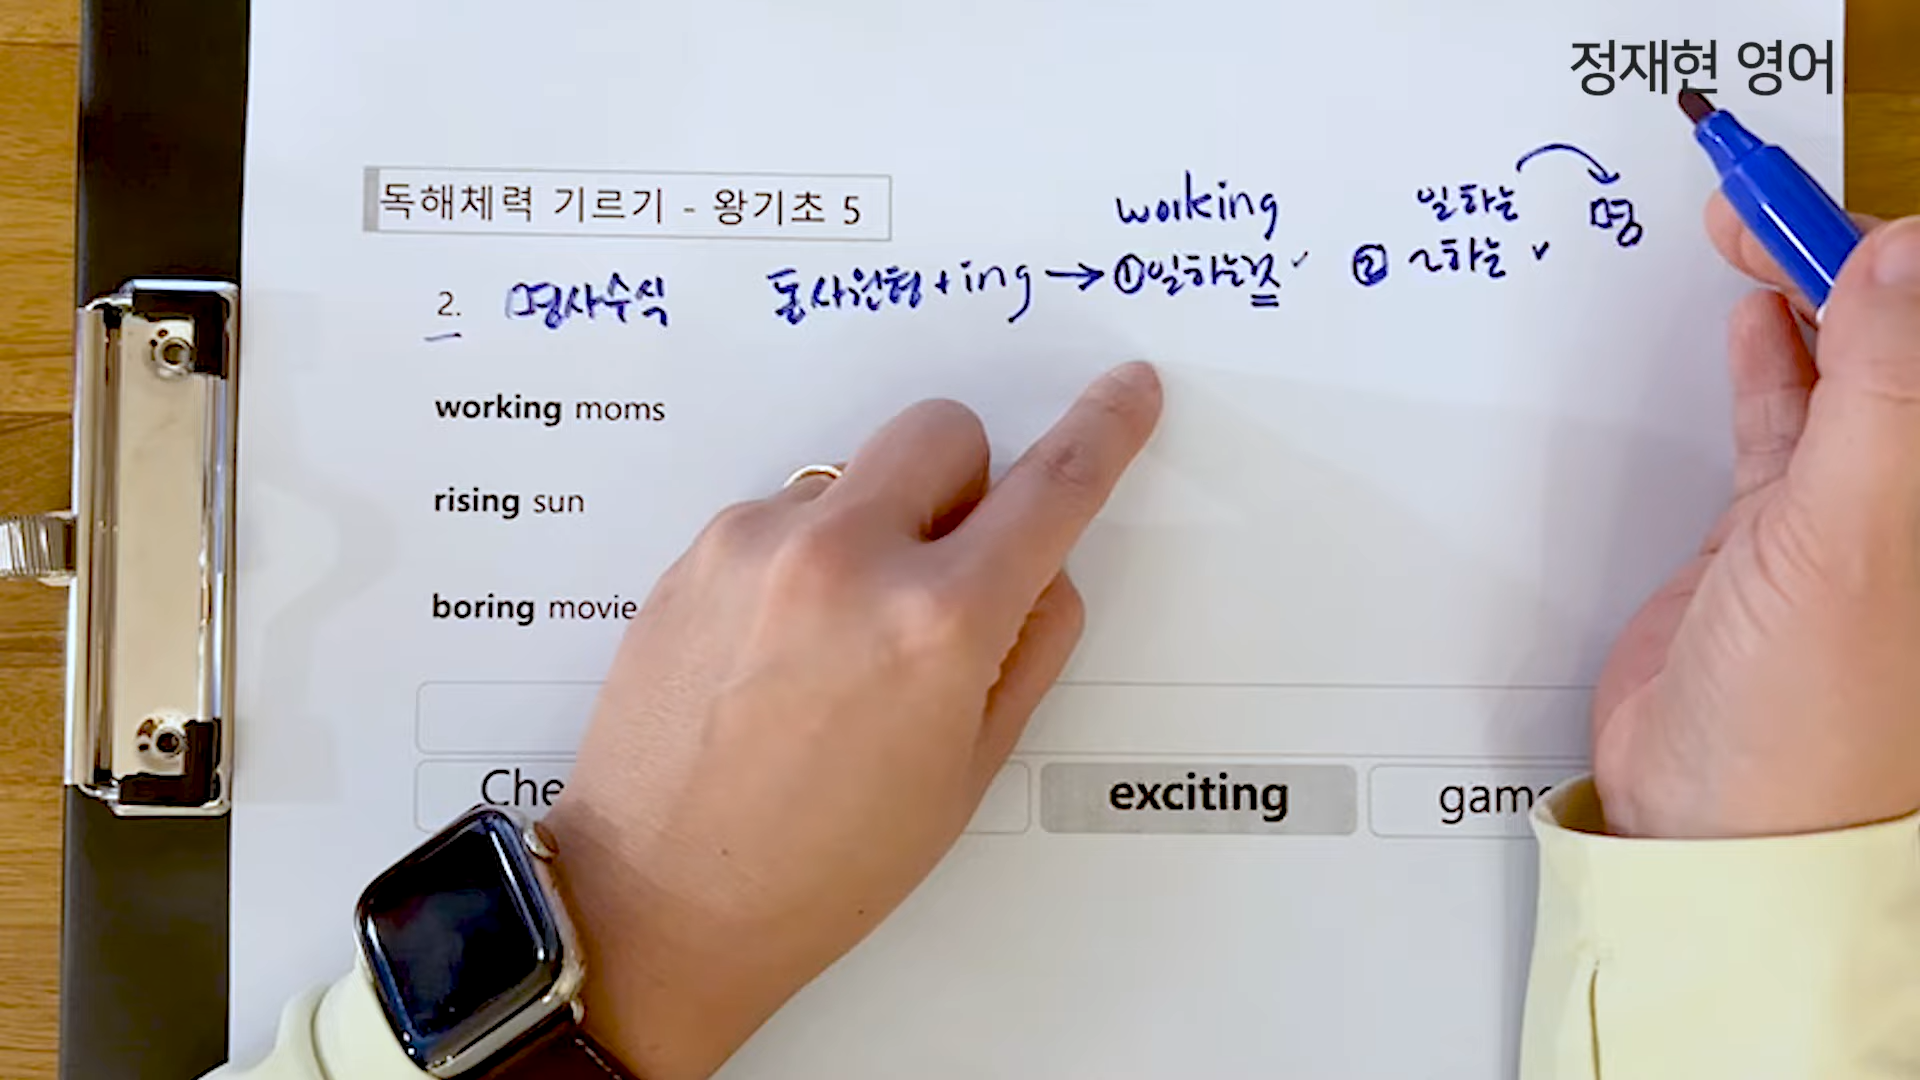 정재현 영어
독해체력 기르기 - 왕기초 5
working
일하는 명
2. 명사수식 동사원형+ing → ①일하는 것 ✓ ② ~하는 ✓
working moms
rising sun
boring movie
exciting